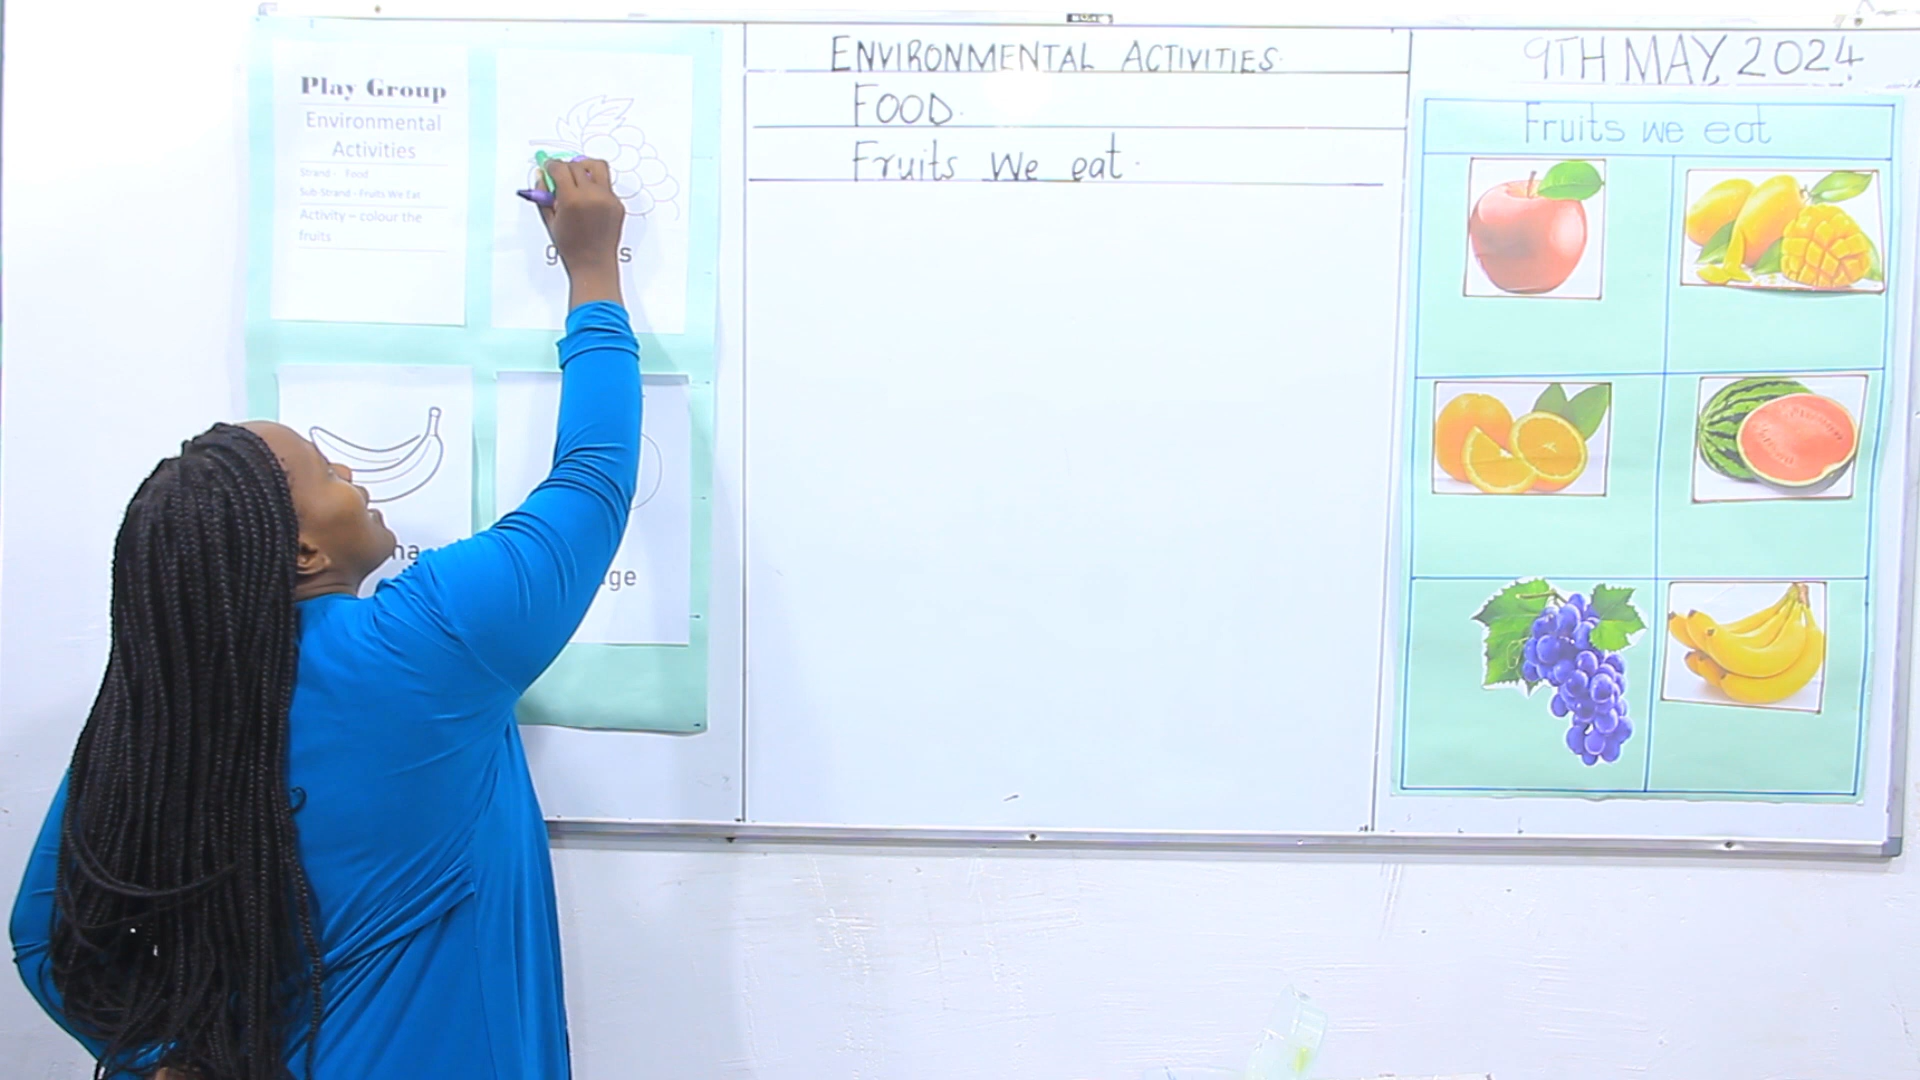 Play Group
Environmental
Activities
Strand - Food
Sub-Strand - Fruits We Eat
Activity – colour the
fruits
ENVIRONMENTAL ACTIVITIES.
FOOD.
Fruits We eat.
9TH MAY, 2024
Fruits we eat